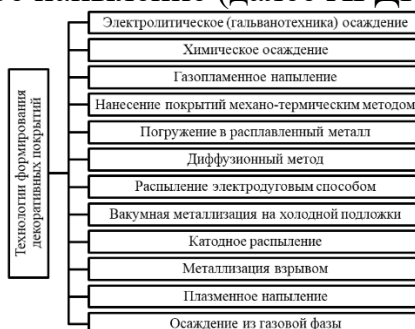 Электролитическое (гальванотехника) осаждение
Химическое осаждение
Газопламенное напыление
Нанесение покрытий механо-термическим методом
Погружение в расплавленный металл
Диффузионный метод
Распыление электродуговым способом
Вакумная металлизация на холодной подложки
Катодное распыление
Металлизация взрывом
Плазменное напыление
Осаждение из газовой фазы
Технологии формирования
декоративных покрытий